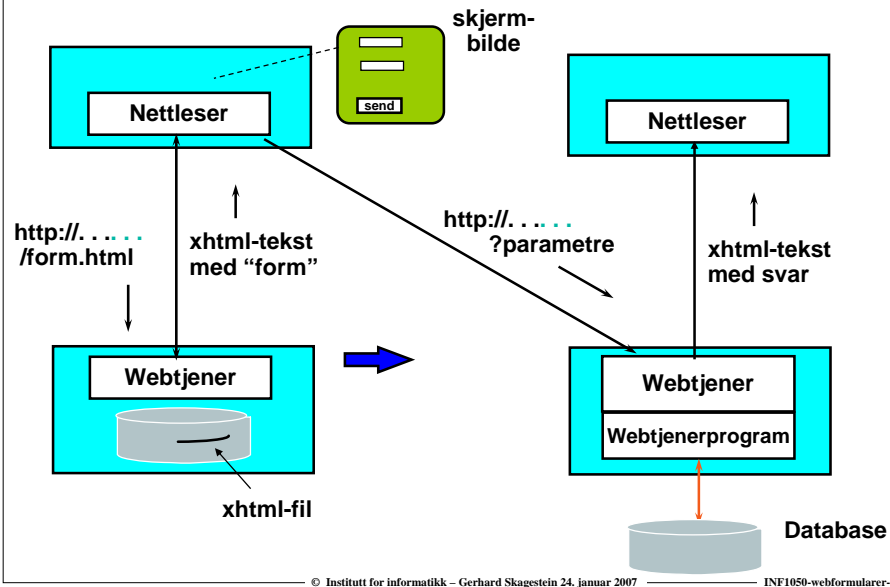 skjerm-
bilde
send
Nettleser
Nettleser
http://. . . . . .
/form.html
xhtml-tekst
med “form”
http://. . . . . .
?parametre
xhtml-tekst
med svar
Webtjener
xhtml-fil
Webtjener
Webtjenerprogram
Database
© Institutt for informatikk – Gerhard Skagestein 24. januar 2007
INF1050-webformularer-